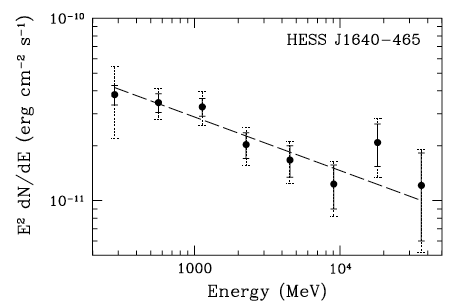 10⁻¹⁰
HESS J1640−465
E² dN/dE (erg cm⁻² s⁻¹)
10⁻¹¹
1000 10⁴
Energy (MeV)